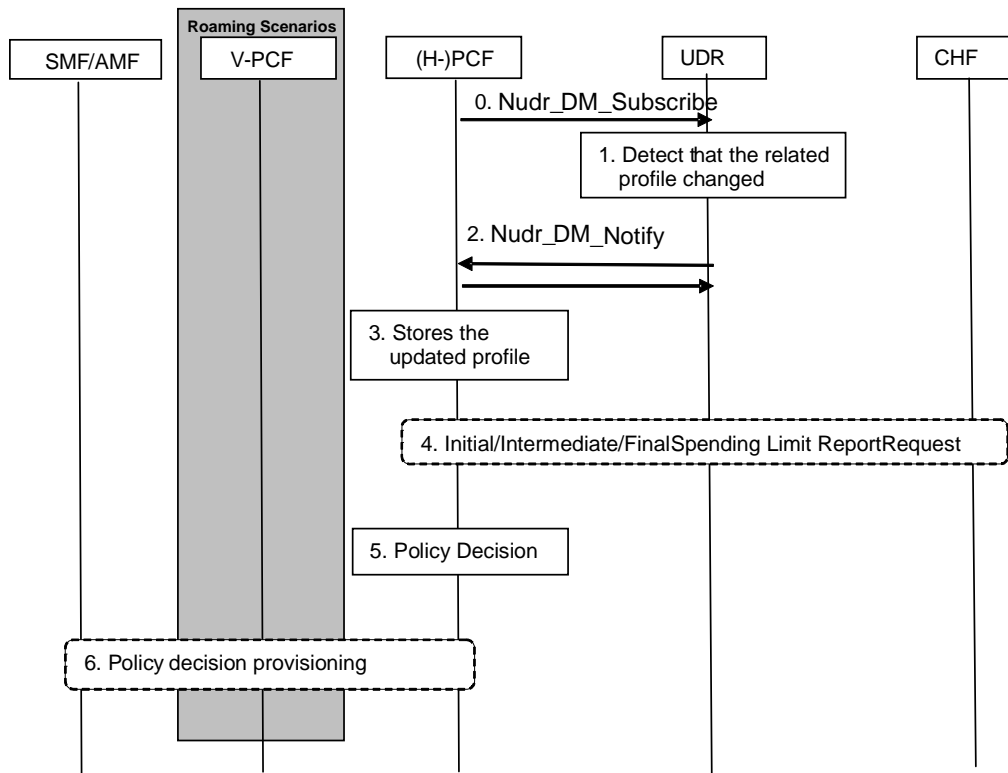 Roaming Scenarios
SMF/AMF
V-PCF
(H-)PCF
UDR
CHF
0. Nudr_DM_Subscribe
1. Detect that the related
profile changed
2. Nudr_DM_Notify
3. Stores the
updated profile
4. Initial/Intermediate/FinalSpending Limit ReportRequest
5. Policy Decision
6. Policy decision provisioning